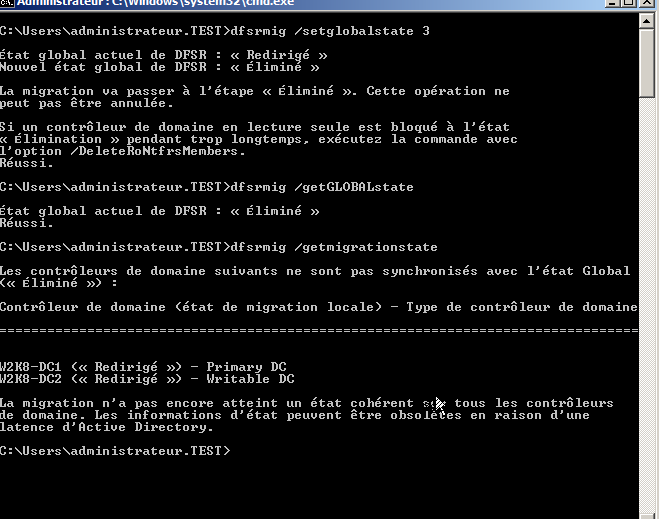 Administrateur : C:\Windows\system32\cmd.exe
C:\Users\administrateur.TEST>dfsrmig /setglobalstate 3
État global actuel de DFSR : « Redirigé »
Nouvel état global de DFSR : « Éliminé »
La migration va passer à l'étape « Éliminé ». Cette opération ne
peut pas être annulée.
Si un contrôleur de domaine en lecture seule est bloqué à l'état
« Élimination » pendant trop longtemps, exécutez la commande avec
l'option /DeleteRoNtfrsMembers.
Réussi.
C:\Users\administrateur.TEST>dfsrmig /getGLOBALstate
État global actuel de DFSR : « Éliminé »
Réussi.
C:\Users\administrateur.TEST>dfsrmig /getmigrationstate
Les contrôleurs de domaine suivants ne sont pas synchronisés avec l'état Global
(« Éliminé ») :
Contrôleur de domaine (état de migration locale) - Type de contrôleur de domaine
================================================================================
W2K8-DC1 (« Redirigé ») - Primary DC
W2K8-DC2 (« Redirigé ») - Writable DC
La migration n'a pas encore atteint un état cohérent sur tous les contrôleurs
de domaine. Les informations d'état peuvent être obsolètes en raison d'une
latence d'Active Directory.
C:\Users\administrateur.TEST>